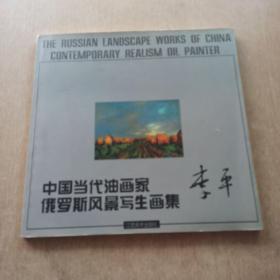 THE RUSSIAN LANDSCAPE WORKS OF CHINA
CONTEMPORARY REALISM OIL PAINTER
中国当代油画家
俄罗斯风景写生画集
李平